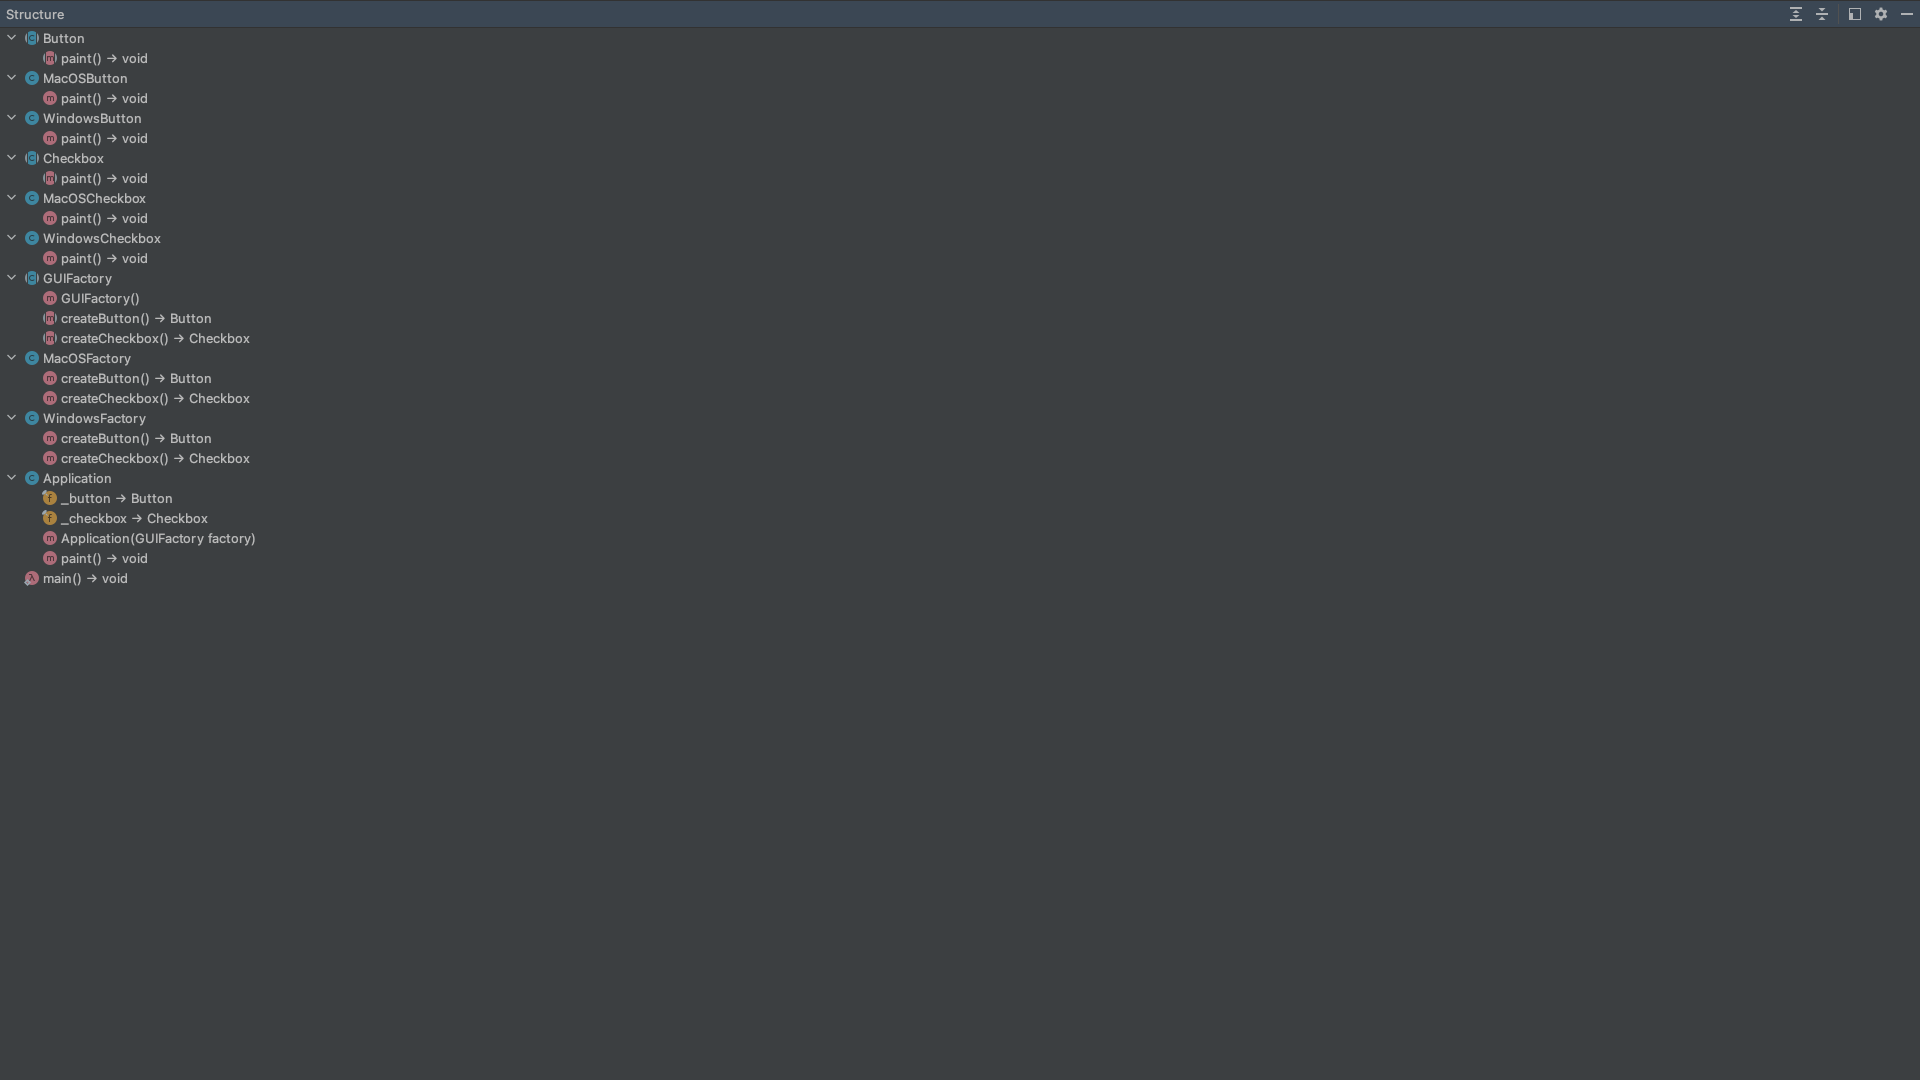 Structure
Button
paint() → void
MacOSButton
paint() → void
WindowsButton
paint() → void
Checkbox
paint() → void
MacOSCheckbox
paint() → void
WindowsCheckbox
paint() → void
GUIFactory
GUIFactory()
createButton() → Button
createCheckbox() → Checkbox
MacOSFactory
createButton() → Button
createCheckbox() → Checkbox
WindowsFactory
createButton() → Button
createCheckbox() → Checkbox
Application
_button → Button
_checkbox → Checkbox
Application(GUIFactory factory)
paint() → void
main() → void